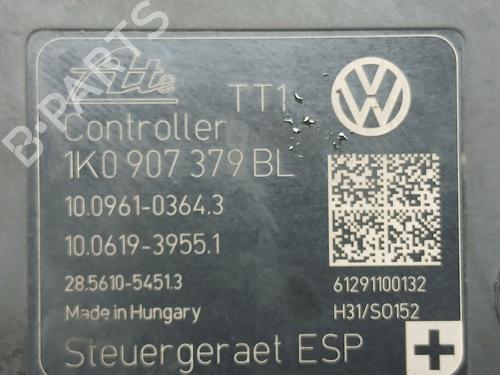 Ate
TT1
Controller
1K0 907 379 BL
10.0961-0364.3
10.0619-3955.1
28.5610-5451.3
61291100132
Made in Hungary
H31/SO152
Steuergeraet ESP
B-PARTS